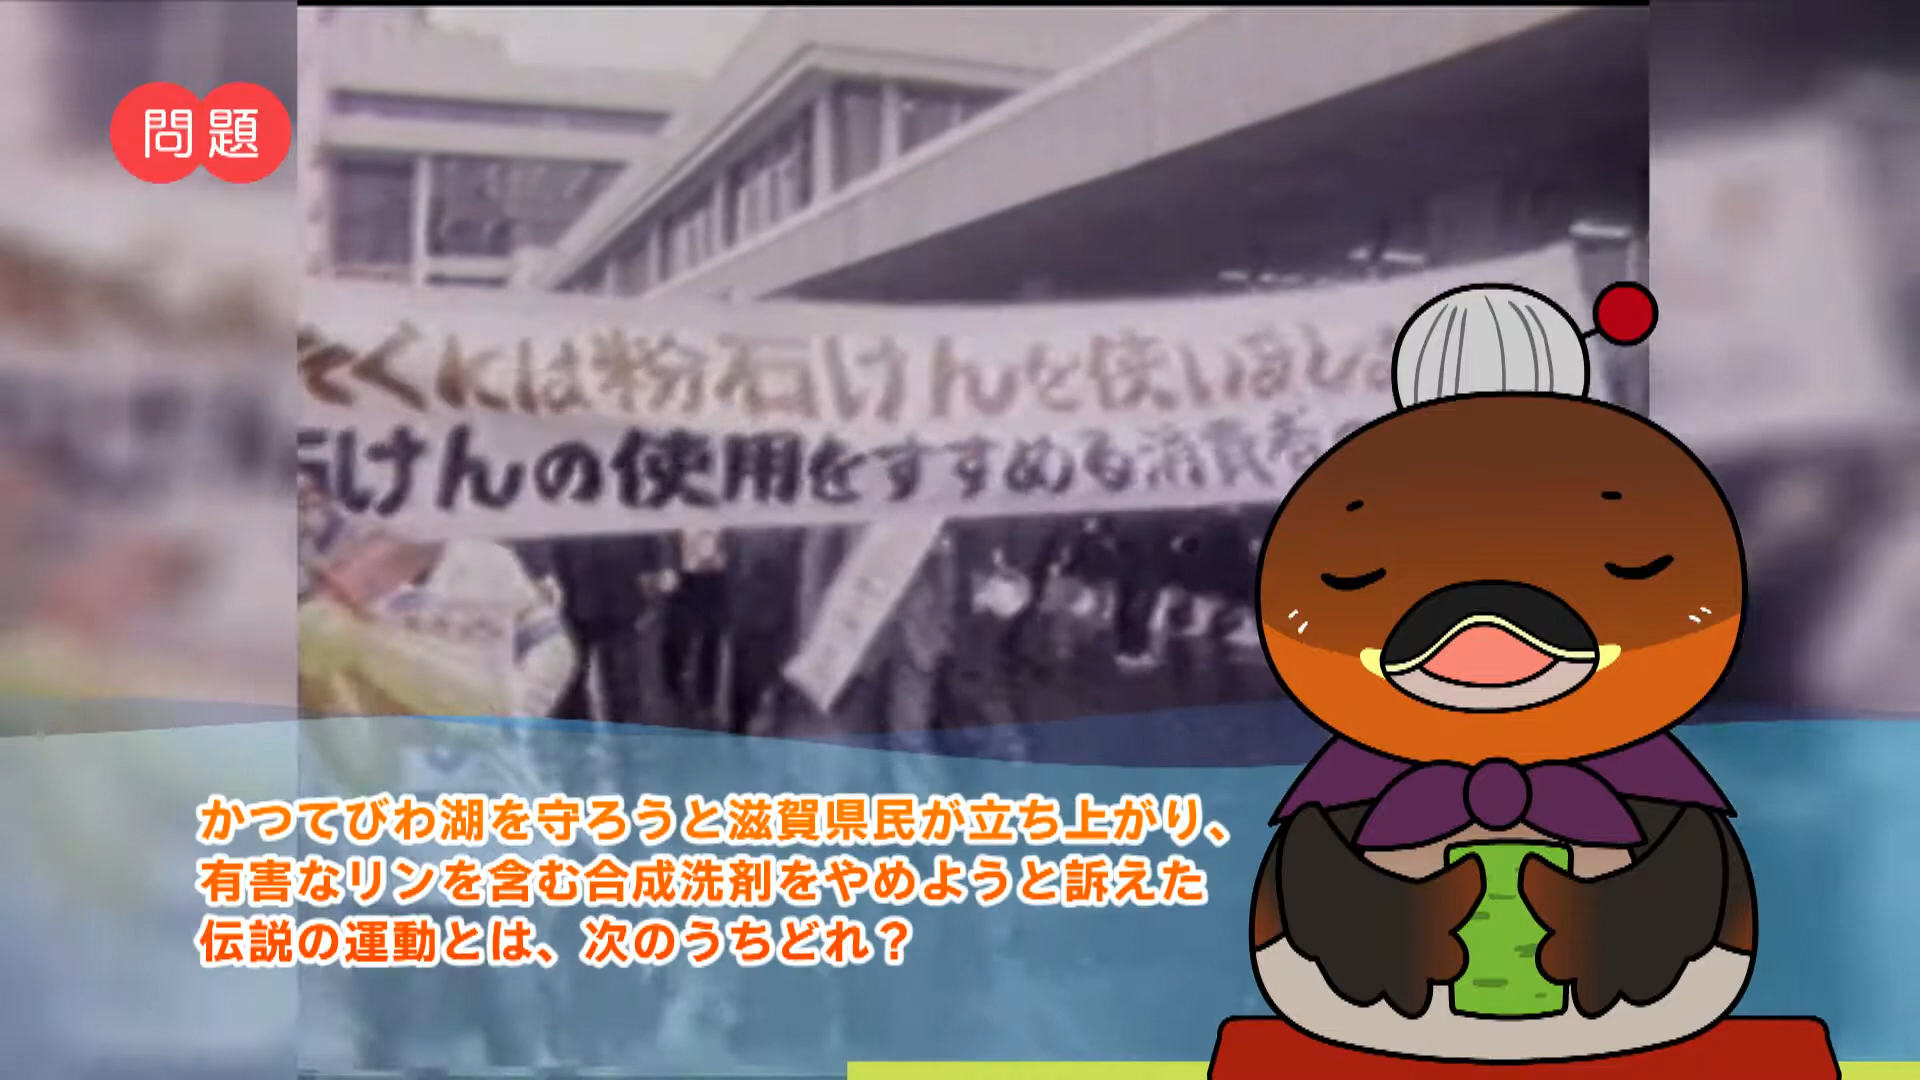 問題
くには粉石けんを使いましょ
石けんの使用をすすめる消費者
かつてびわ湖を守ろうと滋賀県民が立ち上がり、
有害なリンを含む合成洗剤をやめようと訴えた
伝説の運動とは、次のうちどれ？